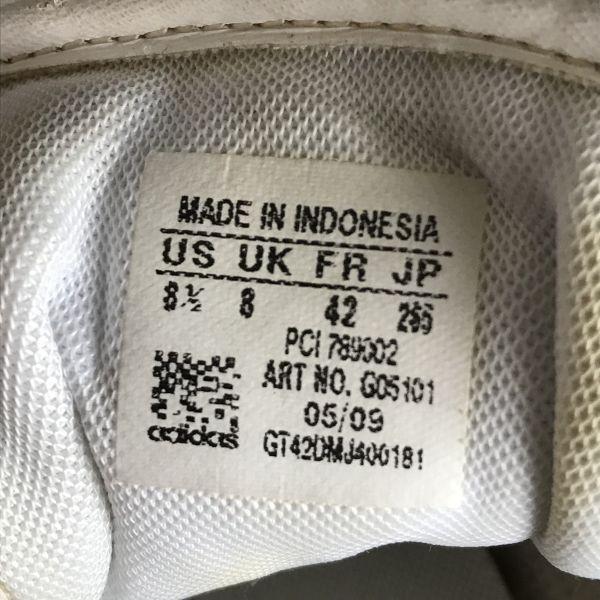 MADE IN INDONESIA
US UK FR JP
8½ 8 42 265
PCI 789002
ART NO. G05101
05/09
adidas GT42DMJ400181